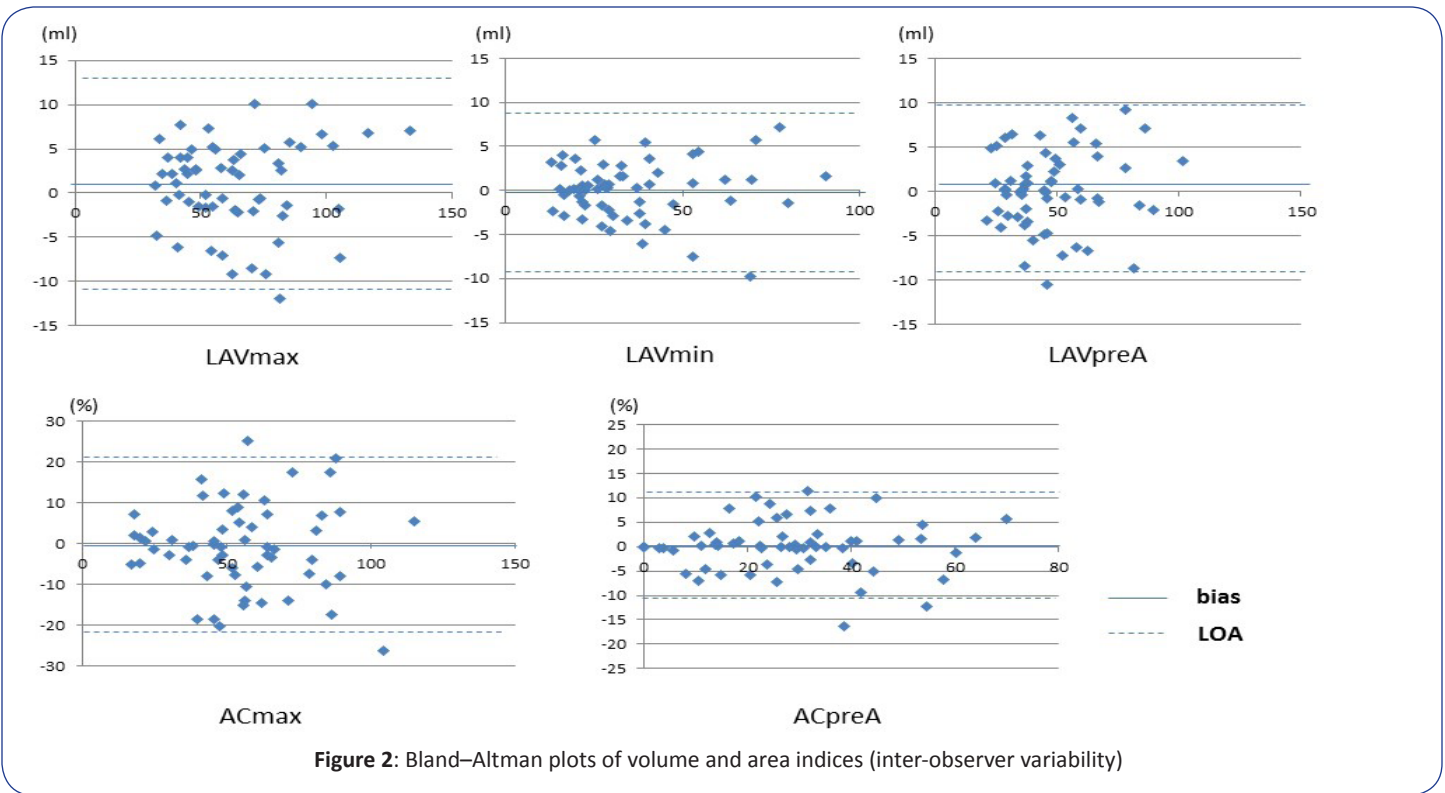 (ml) (ml) (ml)
15 15 15
10 10 10
5 5 5
0 0 0
0 50 100 150 0 50 100 0 50 100 150
-5 -5 -5
-10 -10 -10
-15 -15 -15
LAVmax LAVmin LAVpreA
(%) (%)
30 25
20 20
15
10 10
5
0 0
0 50 100 150 0 20 40 60 80
-5
-10 -10
-15
-20 -20
-30 -25
bias
LOA
ACmax ACpreA
Figure 2: Bland–Altman plots of volume and area indices (inter-observer variability)